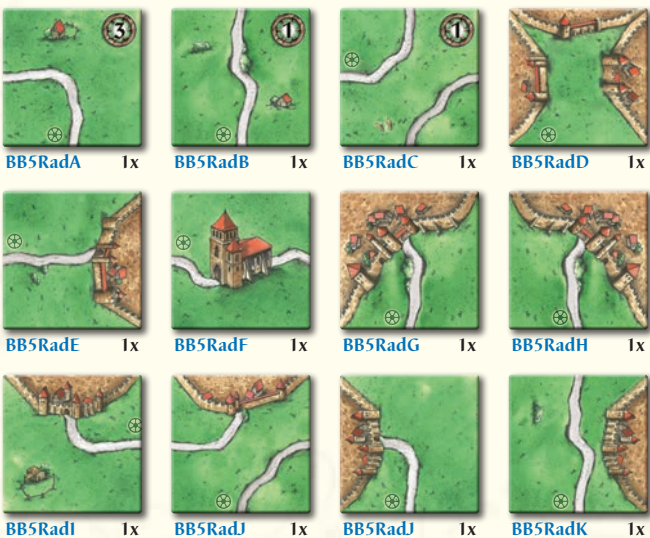 3 1 1
BB5RadA 1x BB5RadB 1x BB5RadC 1x BB5RadD 1x
BB5RadE 1x BB5RadF 1x BB5RadG 1x BB5RadH 1x
BB5RadI 1x BB5RadJ 1x BB5RadJ 1x BB5RadK 1x